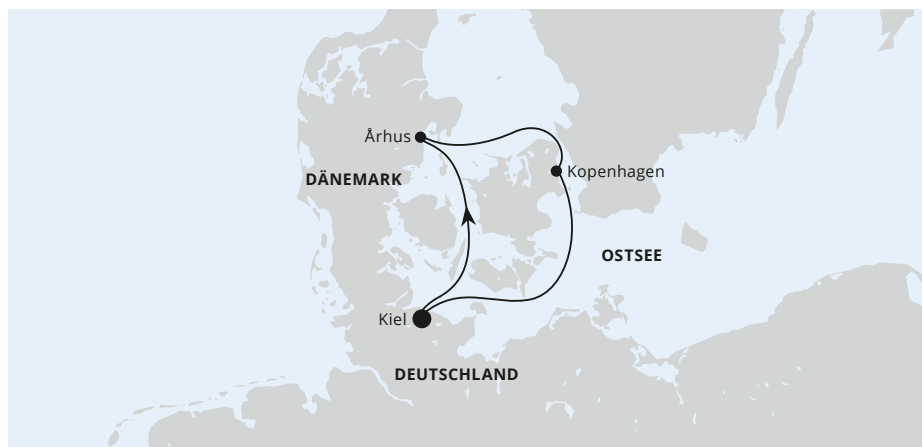 Århus
DÄNEMARK
Kopenhagen
OSTSEE
Kiel
DEUTSCHLAND